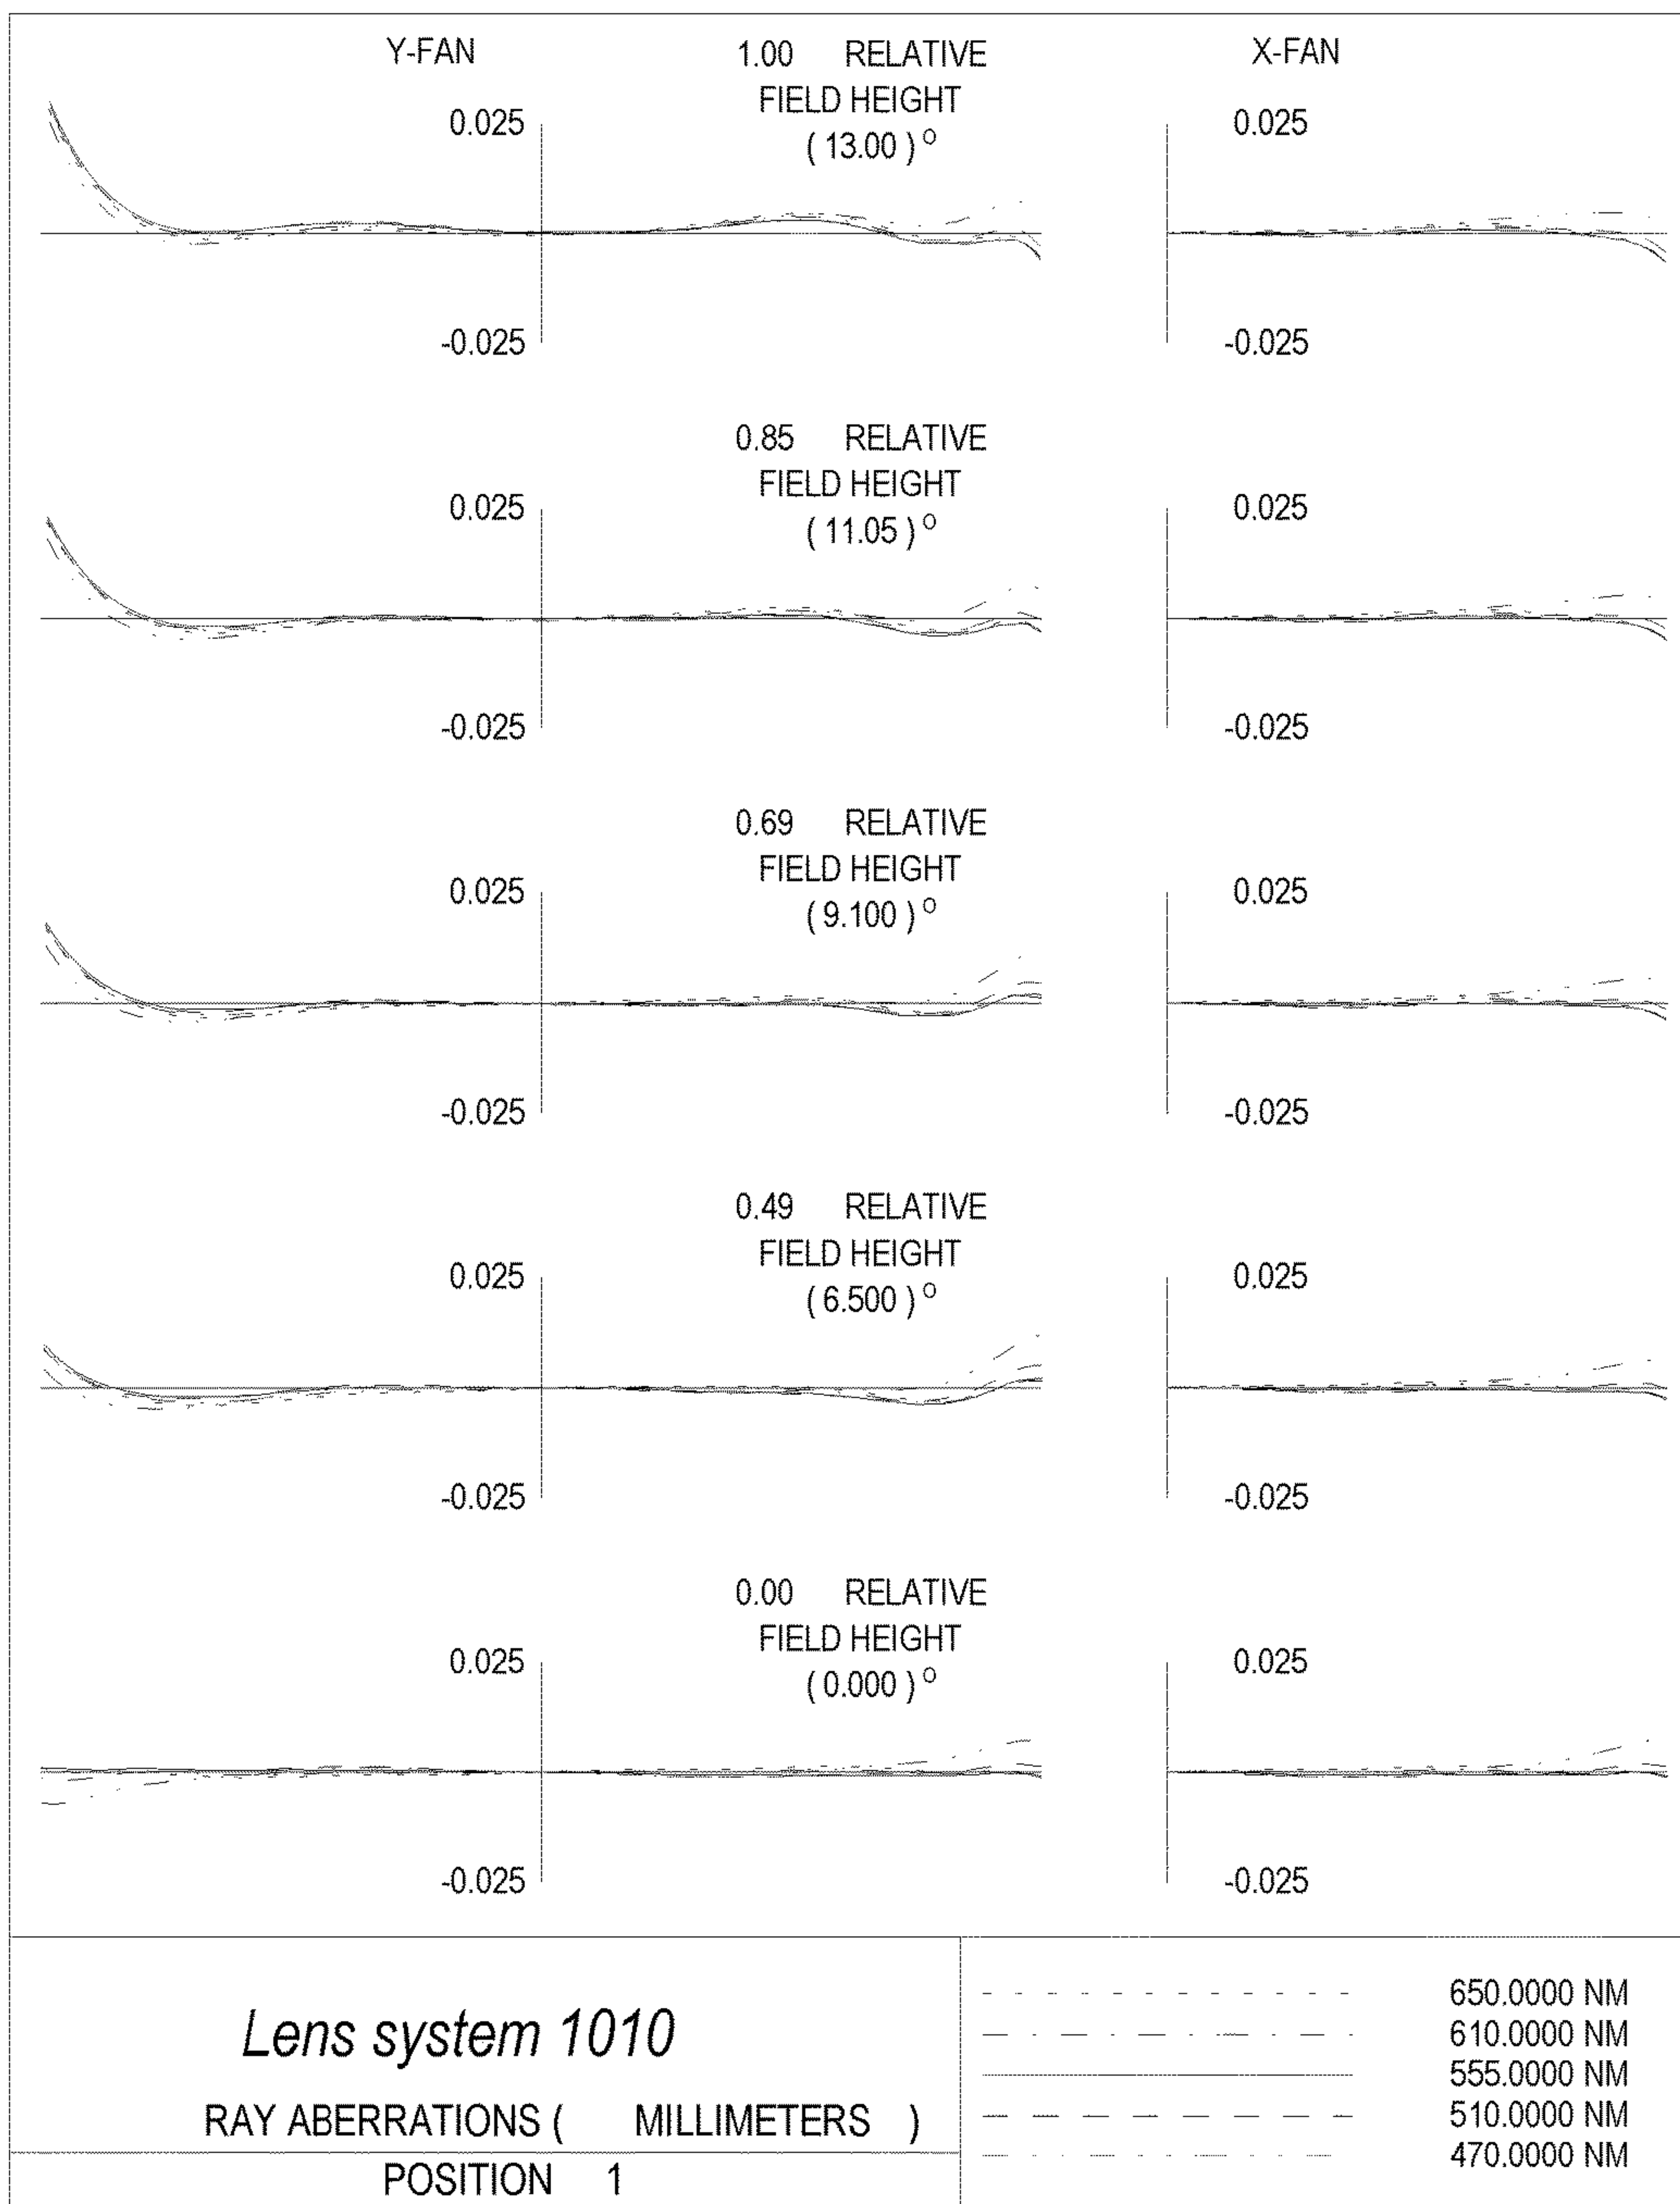 Y-FAN
1.00 RELATIVE
FIELD HEIGHT
( 13.00 ) O
X-FAN
0.025
-0.025
0.025
-0.025
0.85 RELATIVE
FIELD HEIGHT
( 11.05 ) O
0.025
-0.025
0.025
-0.025
0.69 RELATIVE
FIELD HEIGHT
( 9.100 ) O
0.025
-0.025
0.025
-0.025
0.49 RELATIVE
FIELD HEIGHT
( 6.500 ) O
0.025
-0.025
0.025
-0.025
0.00 RELATIVE
FIELD HEIGHT
( 0.000 ) O
0.025
-0.025
0.025
-0.025
Lens system 1010
RAY ABERRATIONS ( MILLIMETERS )
POSITION 1
650.0000 NM
610.0000 NM
555.0000 NM
510.0000 NM
470.0000 NM